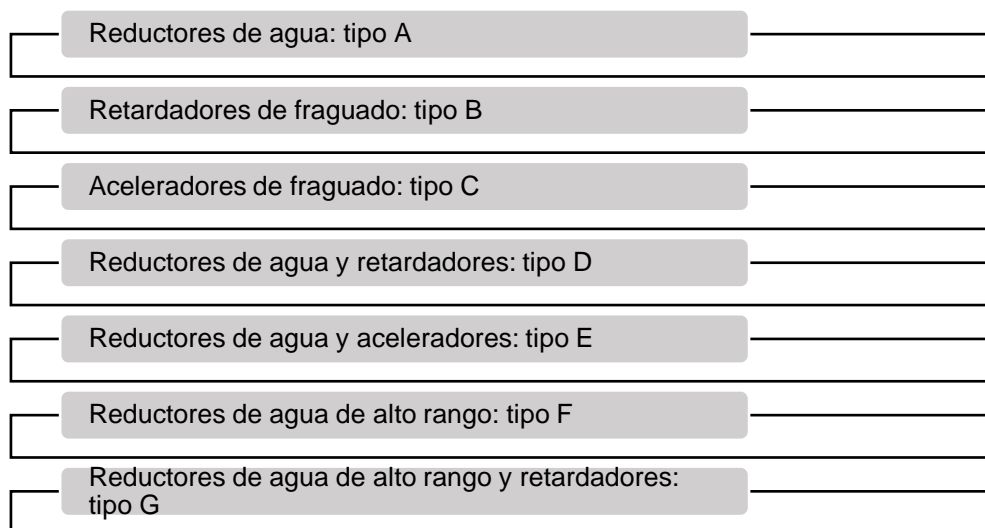 Reductores de agua: tipo A
Retardadores de fraguado: tipo B
Aceleradores de fraguado: tipo C
Reductores de agua y retardadores: tipo D
Reductores de agua y aceleradores: tipo E
Reductores de agua de alto rango: tipo F
Reductores de agua de alto rango y retardadores:
tipo G